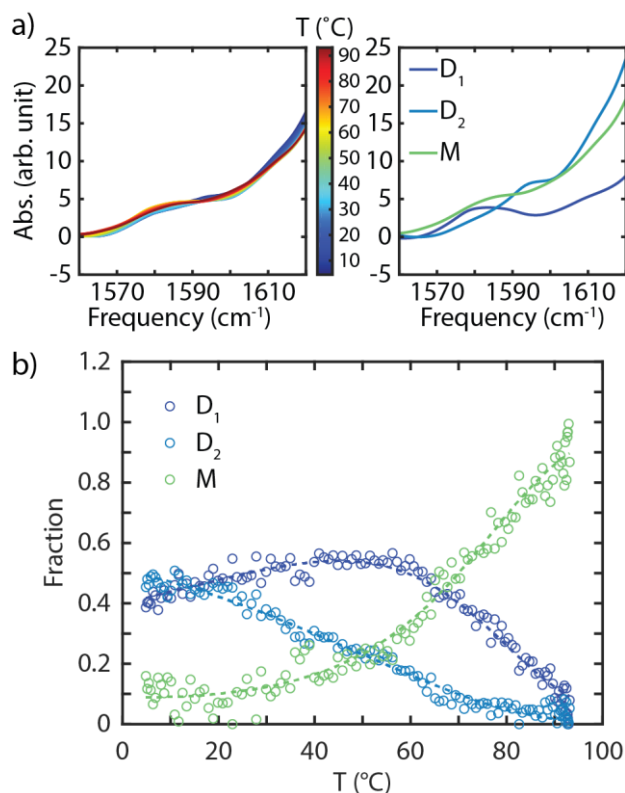 a)
T (°C)
25
20
15
10
5
0
-5
Abs. (arb. unit)
1570 1590 1610
Frequency (cm⁻¹)
90
80
70
60
50
40
30
20
10
25
20
15
10
5
0
-5
D₁
D₂
M
1570 1590 1610
Frequency (cm⁻¹)
b)
1.2
1.0
0.8
0.6
0.4
0.2
0
Fraction
D₁
D₂
M
0 20 40 60 80 100
T (°C)